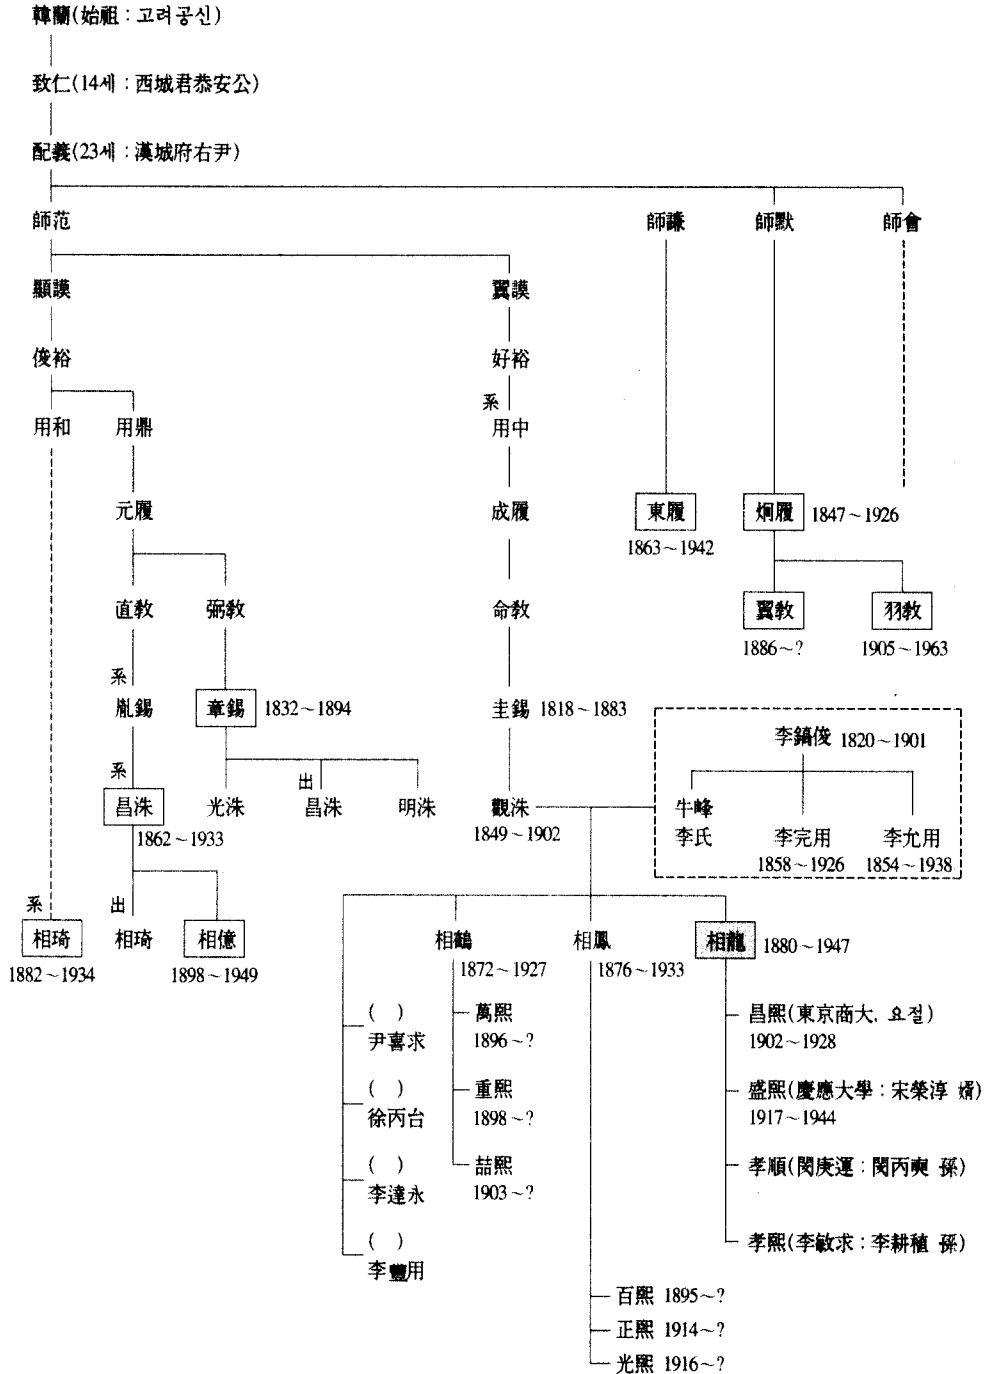 韓蘭(始祖 : 고려공신)
致仁(14세 : 西城君恭安公)
配義(23세 : 漢城府右尹)
師范
師謙
師默
師會
顯謨
翼謨
俊裕
好裕
系
用和
用鼎
用中
元履
成履
東履
1863～1942
炯履
1847～1926
直敎
弼敎
命敎
翼敎
1886～?
羽敎
1905～1963
系
胤錫
章錫
1832～1894
圭錫 1818～1883
李鎬俊 1820～1901
系
昌洙
1862～1933
光洙
出
昌洙
明洙
觀洙
1849～1902
牛峰
李氏
李完用
1858～1926
李允用
1854～1938
系
相琦
1882～1934
出
相琦
相億
1898～1949
相鶴
1872～1927
相鳳
1876～1933
相龍
1880～1947
( )
尹喜求
( )
徐丙台
( )
李達永
( )
李豐用
萬熙
1896～?
重熙
1898～?
喆熙
1903～?
昌熙(東京商大, 요절)
1902～1928
盛熙(慶應大學 : 宋榮淳 婿)
1917～1944
孝順(閔庚運 : 閔丙奭 孫)
孝熙(李敏求 : 李耕稙 孫)
百熙 1895～?
正熙 1914～?
光熙 1916～?